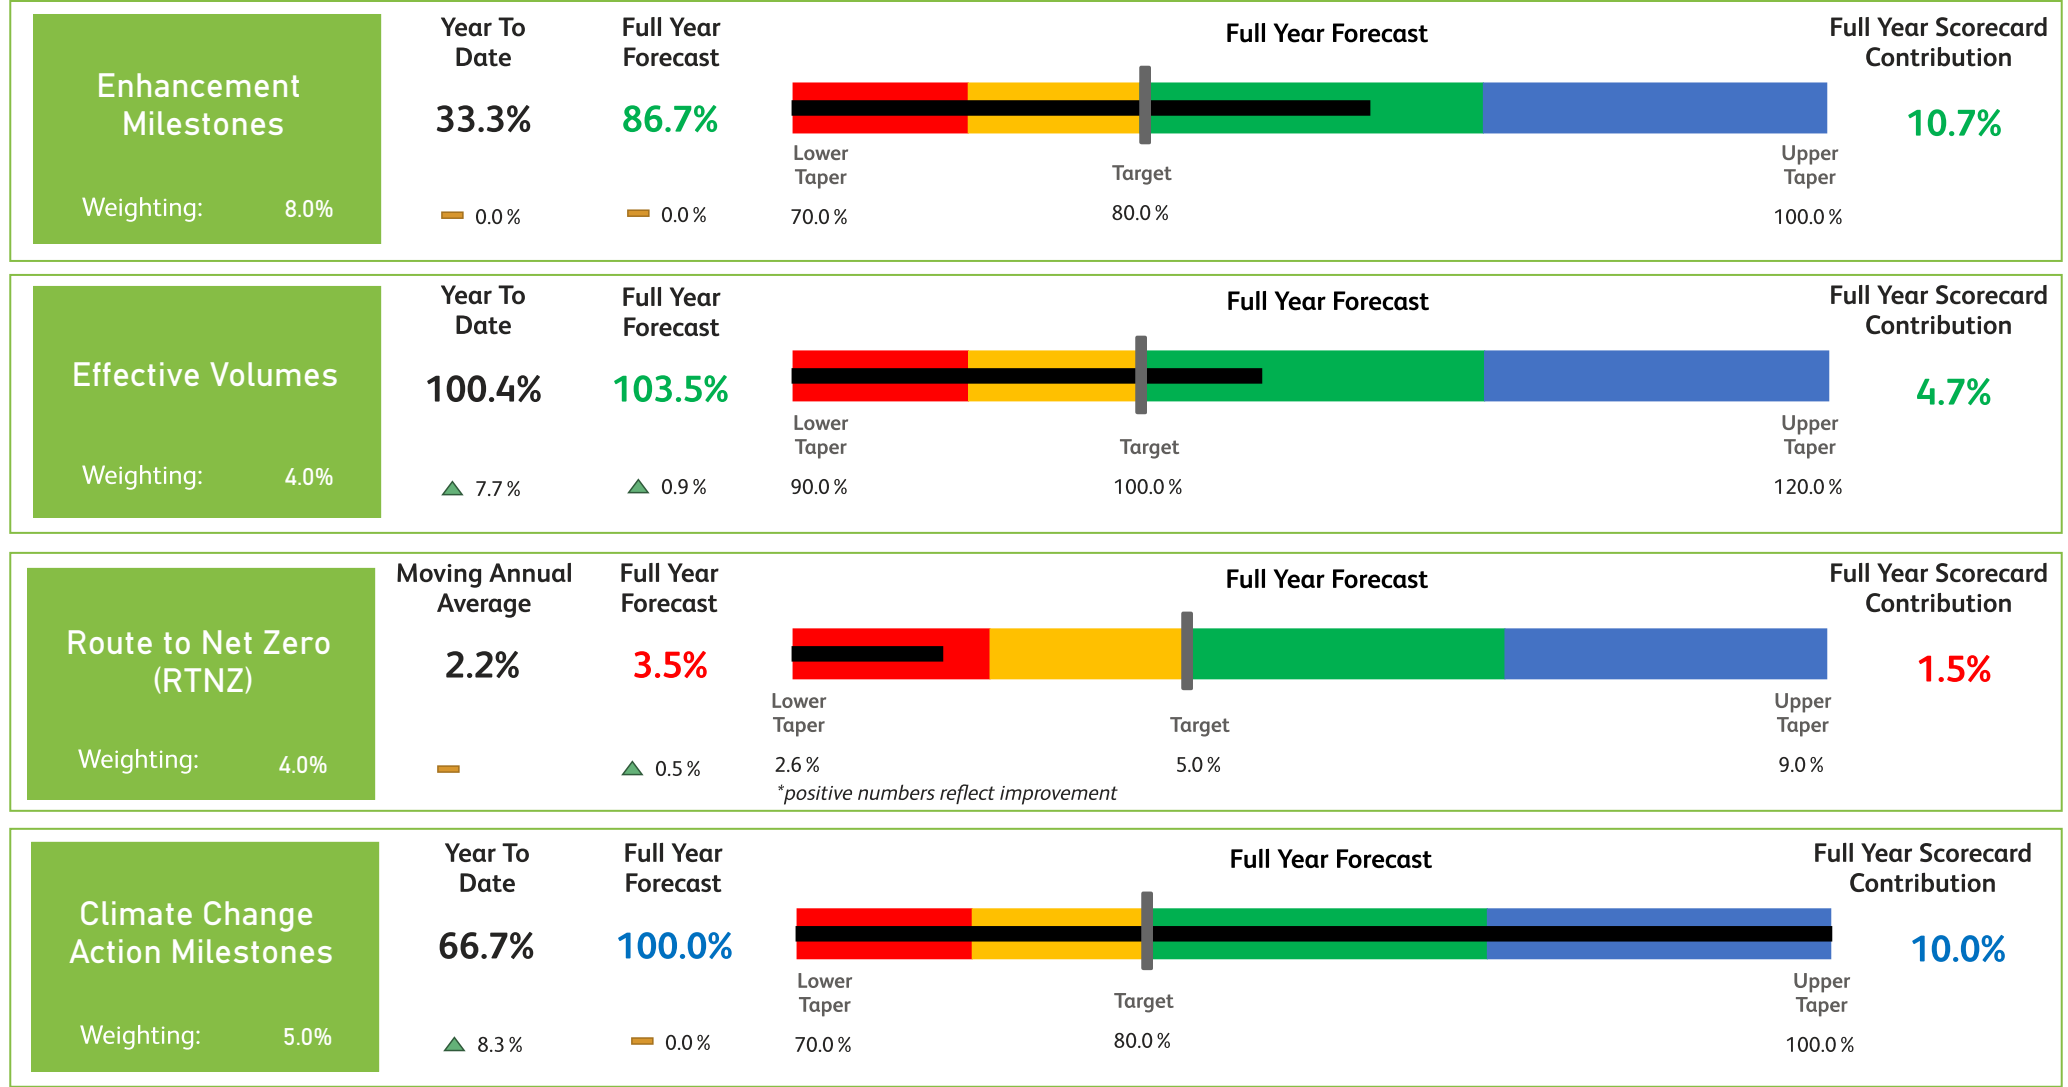 Enhancement
Milestones
Weighting: 8.0%
Year To
Date
33.3%
0.0 %
Full Year
Forecast
86.7%
0.0 %
Full Year Forecast
Lower
Taper
70.0 %
Target
80.0 %
Upper
Taper
100.0 %
Full Year Scorecard
Contribution
10.7%
Effective Volumes
Weighting: 4.0%
Year To
Date
100.4%
7.7 %
Full Year
Forecast
103.5%
0.9 %
Full Year Forecast
Lower
Taper
90.0 %
Target
100.0 %
Upper
Taper
120.0 %
Full Year Scorecard
Contribution
4.7%
Route to Net Zero
(RTNZ)
Weighting: 4.0%
Moving Annual
Average
2.2%
Full Year
Forecast
3.5%
0.5 %
Full Year Forecast
Lower
Taper
2.6 %
Target
5.0 %
Upper
Taper
9.0 %
*positive numbers reflect improvement
Full Year Scorecard
Contribution
1.5%
Climate Change
Action Milestones
Weighting: 5.0%
Year To
Date
66.7%
8.3 %
Full Year
Forecast
100.0%
0.0 %
Full Year Forecast
Lower
Taper
70.0 %
Target
80.0 %
Upper
Taper
100.0 %
Full Year Scorecard
Contribution
10.0%